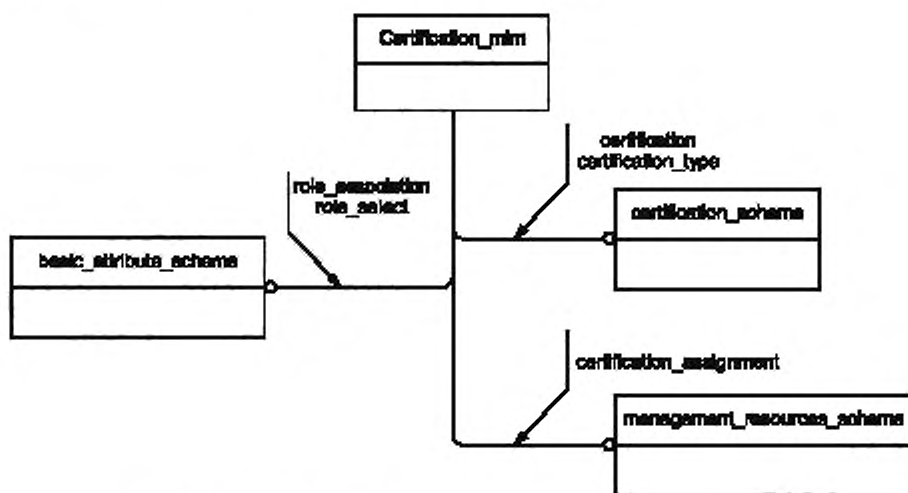 Certification_mim
certification
certification_type
role_association
role_select
certification_schema
basic_attribute_schema
certification_assignment
management_resources_schema